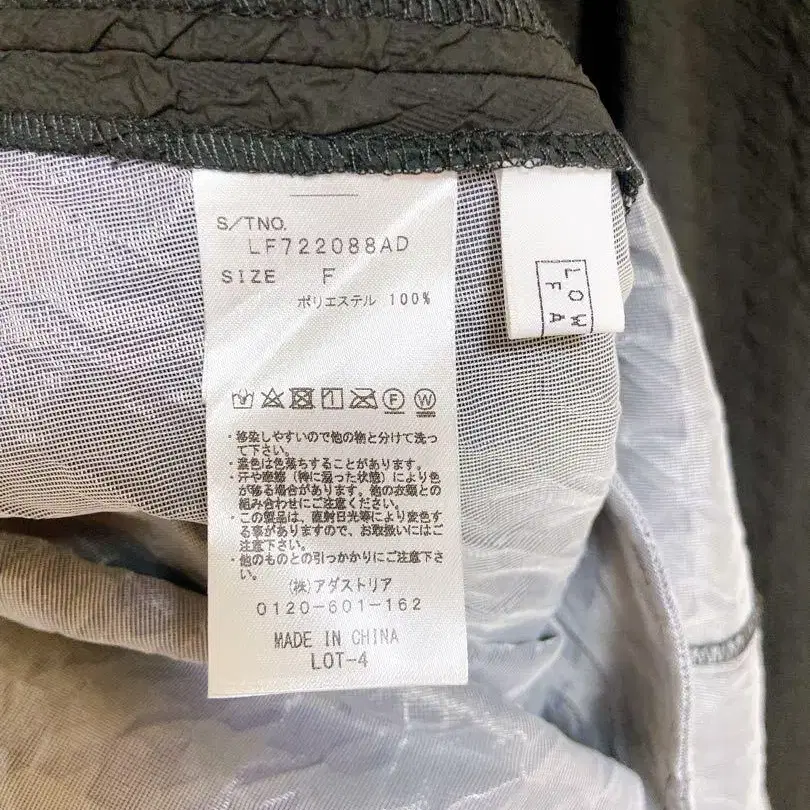 S/TNO.
LF722088AD
SIZE F
ポリエステル 100%
F W
・移染しやすいので他の物と分けて洗っ
て下さい。
・濃色は色落ちすることがあります。
・汗や摩擦（特に湿った状態）により色
が移る場合があります。他の衣類との
組み合わせにご注意ください。
・この製品は、直射日光等により変色す
る事がありますので、お取扱いにはご
注意下さい。
・他のものとの引っかかりにご注意下さ
い。
(株)アダストリア
0120-601-162
MADE IN CHINA
LOT-4
LOW
FA